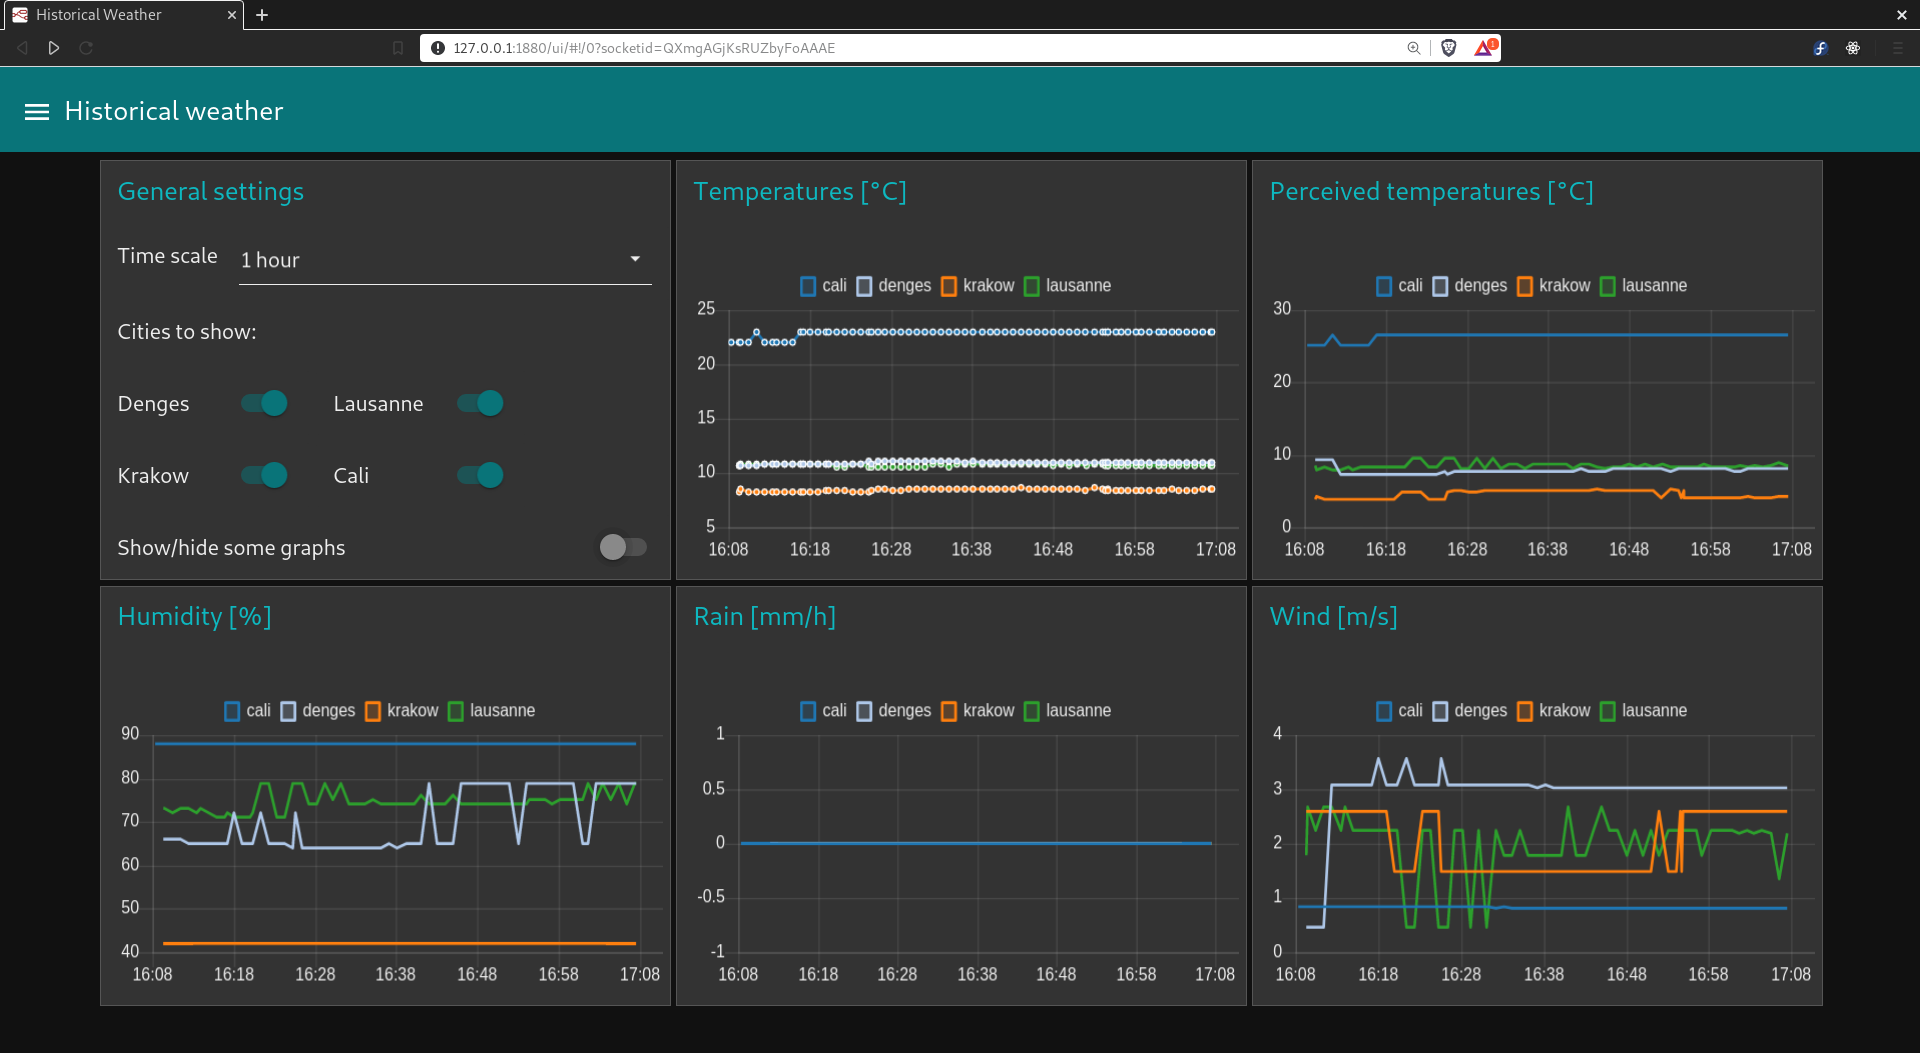 Historical Weather
127.0.0.1:1880/ui/#!/0?socketid=QXmgAGjKsRUZbyFoAAAE
1
Historical weather
General settings
Time scale 1 hour
Cities to show:
Denges Lausanne
Krakow Cali
Show/hide some graphs
Temperatures [°C]
cali denges krakow lausanne
25
20
15
10
5
16:08 16:18 16:28 16:38 16:48 16:58 17:08
Perceived temperatures [°C]
cali denges krakow lausanne
30
20
10
0
16:08 16:18 16:28 16:38 16:48 16:58 17:08
Humidity [%]
cali denges krakow lausanne
90
80
70
60
50
40
16:08 16:18 16:28 16:38 16:48 16:58 17:08
Rain [mm/h]
cali denges krakow lausanne
1
0.5
0
-0.5
-1
16:08 16:18 16:28 16:38 16:48 16:58 17:08
Wind [m/s]
cali denges krakow lausanne
4
3
2
1
0
16:08 16:18 16:28 16:38 16:48 16:58 17:08